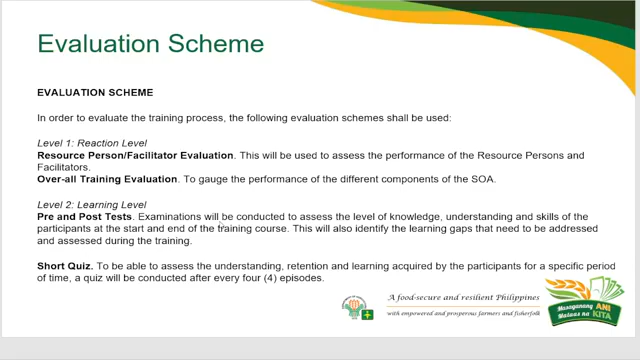 Evaluation Scheme
EVALUATION SCHEME
In order to evaluate the training process, the following evaluation schemes shall be used:
Level 1: Reaction Level
Resource Person/Facilitator Evaluation. This will be used to assess the performance of the Resource Persons and
Facilitators.
Over-all Training Evaluation. To gauge the performance of the different components of the SOA.
Level 2: Learning Level
Pre and Post Tests. Examinations will be conducted to assess the level of knowledge, understanding and skills of the
participants at the start and end of the training course. This will also identify the learning gaps that need to be addressed
and assessed during the training.
Short Quiz. To be able to assess the understanding, retention and learning acquired by the participants for a specific period
of time, a quiz will be conducted after every four (4) episodes.
A food-secure and resilient Philippines
with empowered and prosperous farmers and fisherfolk
Masaganang ANI
Mataas na KITA